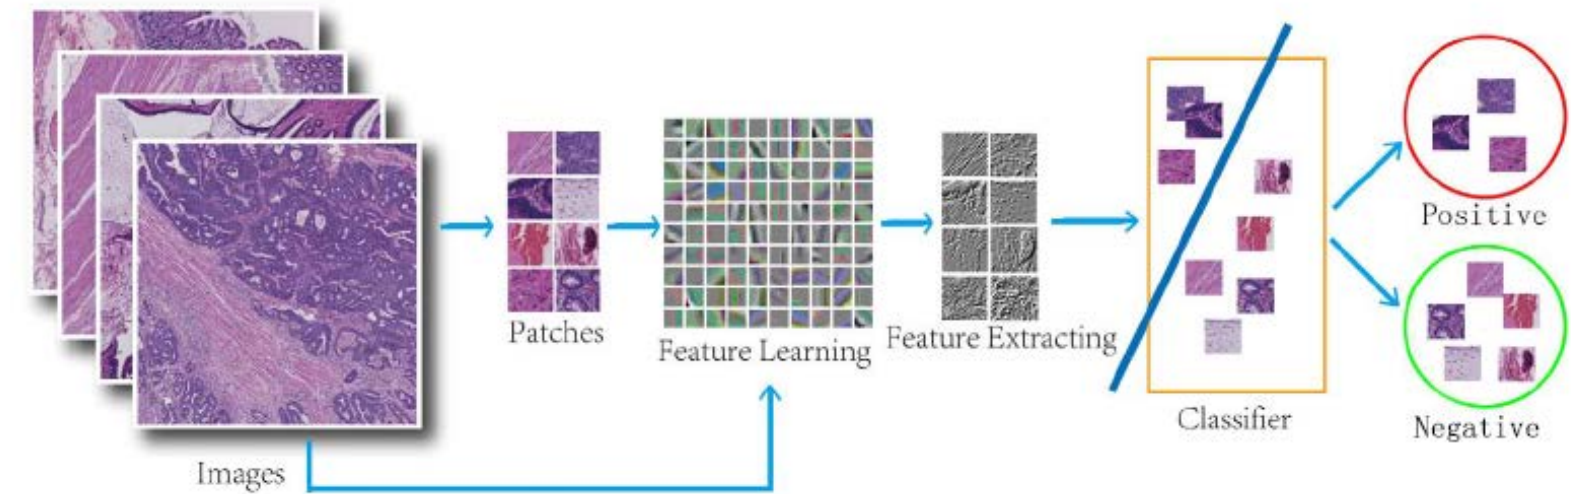 Images
Patches
Feature Learning
Feature Extracting
Classifier
Positive
Negative